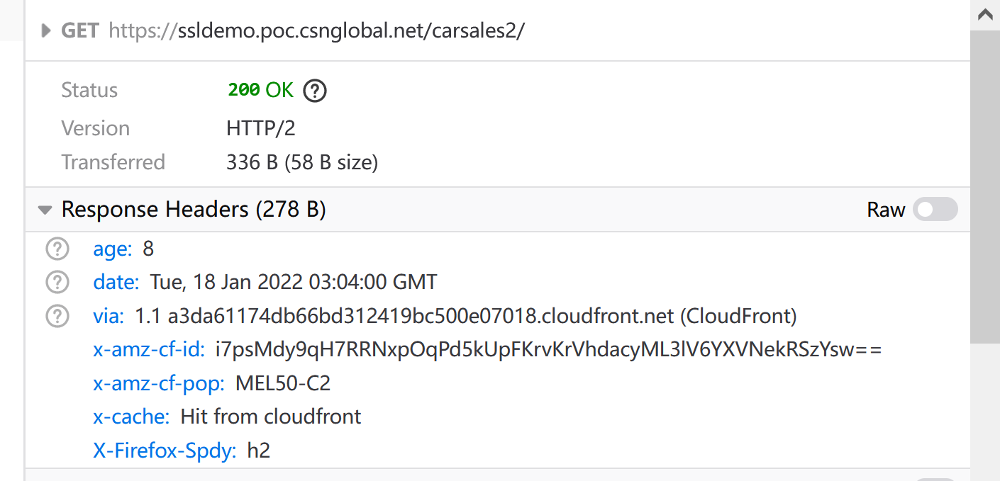 GET https://ssldemo.poc.csnglobal.net/carsales2/
Status 200 OK ?
Version HTTP/2
Transferred 336 B (58 B size)
Response Headers (278 B) Raw
? age: 8
? date: Tue, 18 Jan 2022 03:04:00 GMT
? via: 1.1 a3da61174db66bd312419bc500e07018.cloudfront.net (CloudFront)
x-amz-cf-id: i7psMdy9qH7RRNxpOqPd5kUpFKrvKrVhdacyML3lV6YXVNekRSzYsw==
x-amz-cf-pop: MEL50-C2
x-cache: Hit from cloudfront
X-Firefox-Spdy: h2